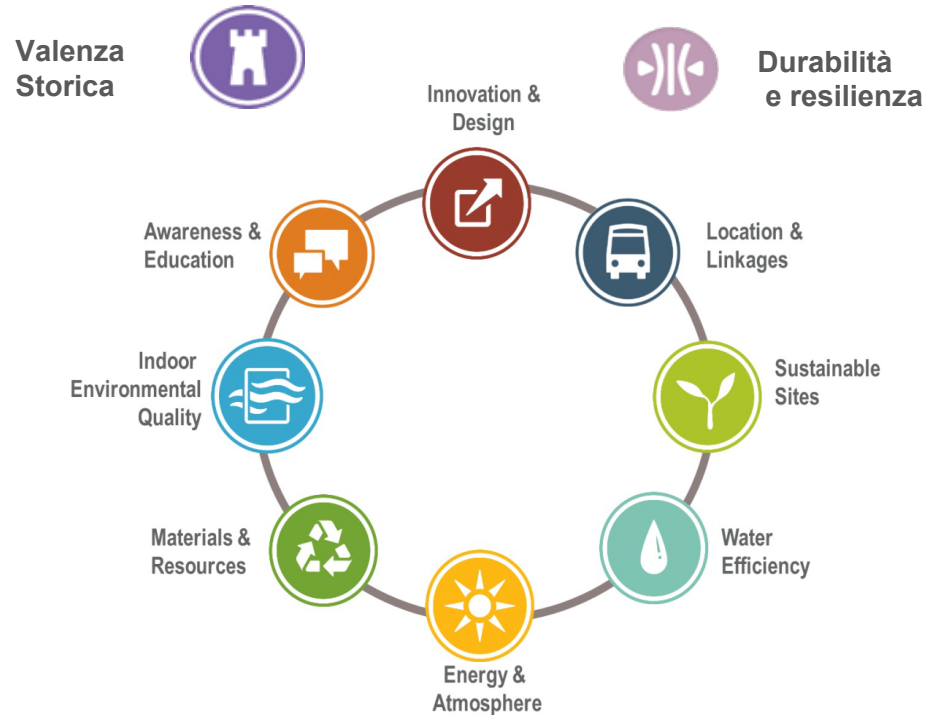 Valenza
Storica
Durabilità
e resilienza
Innovation &
Design
Awareness &
Education
Location &
Linkages
Indoor
Environmental
Quality
Sustainable
Sites
Materials &
Resources
Water
Efficiency
Energy &
Atmosphere